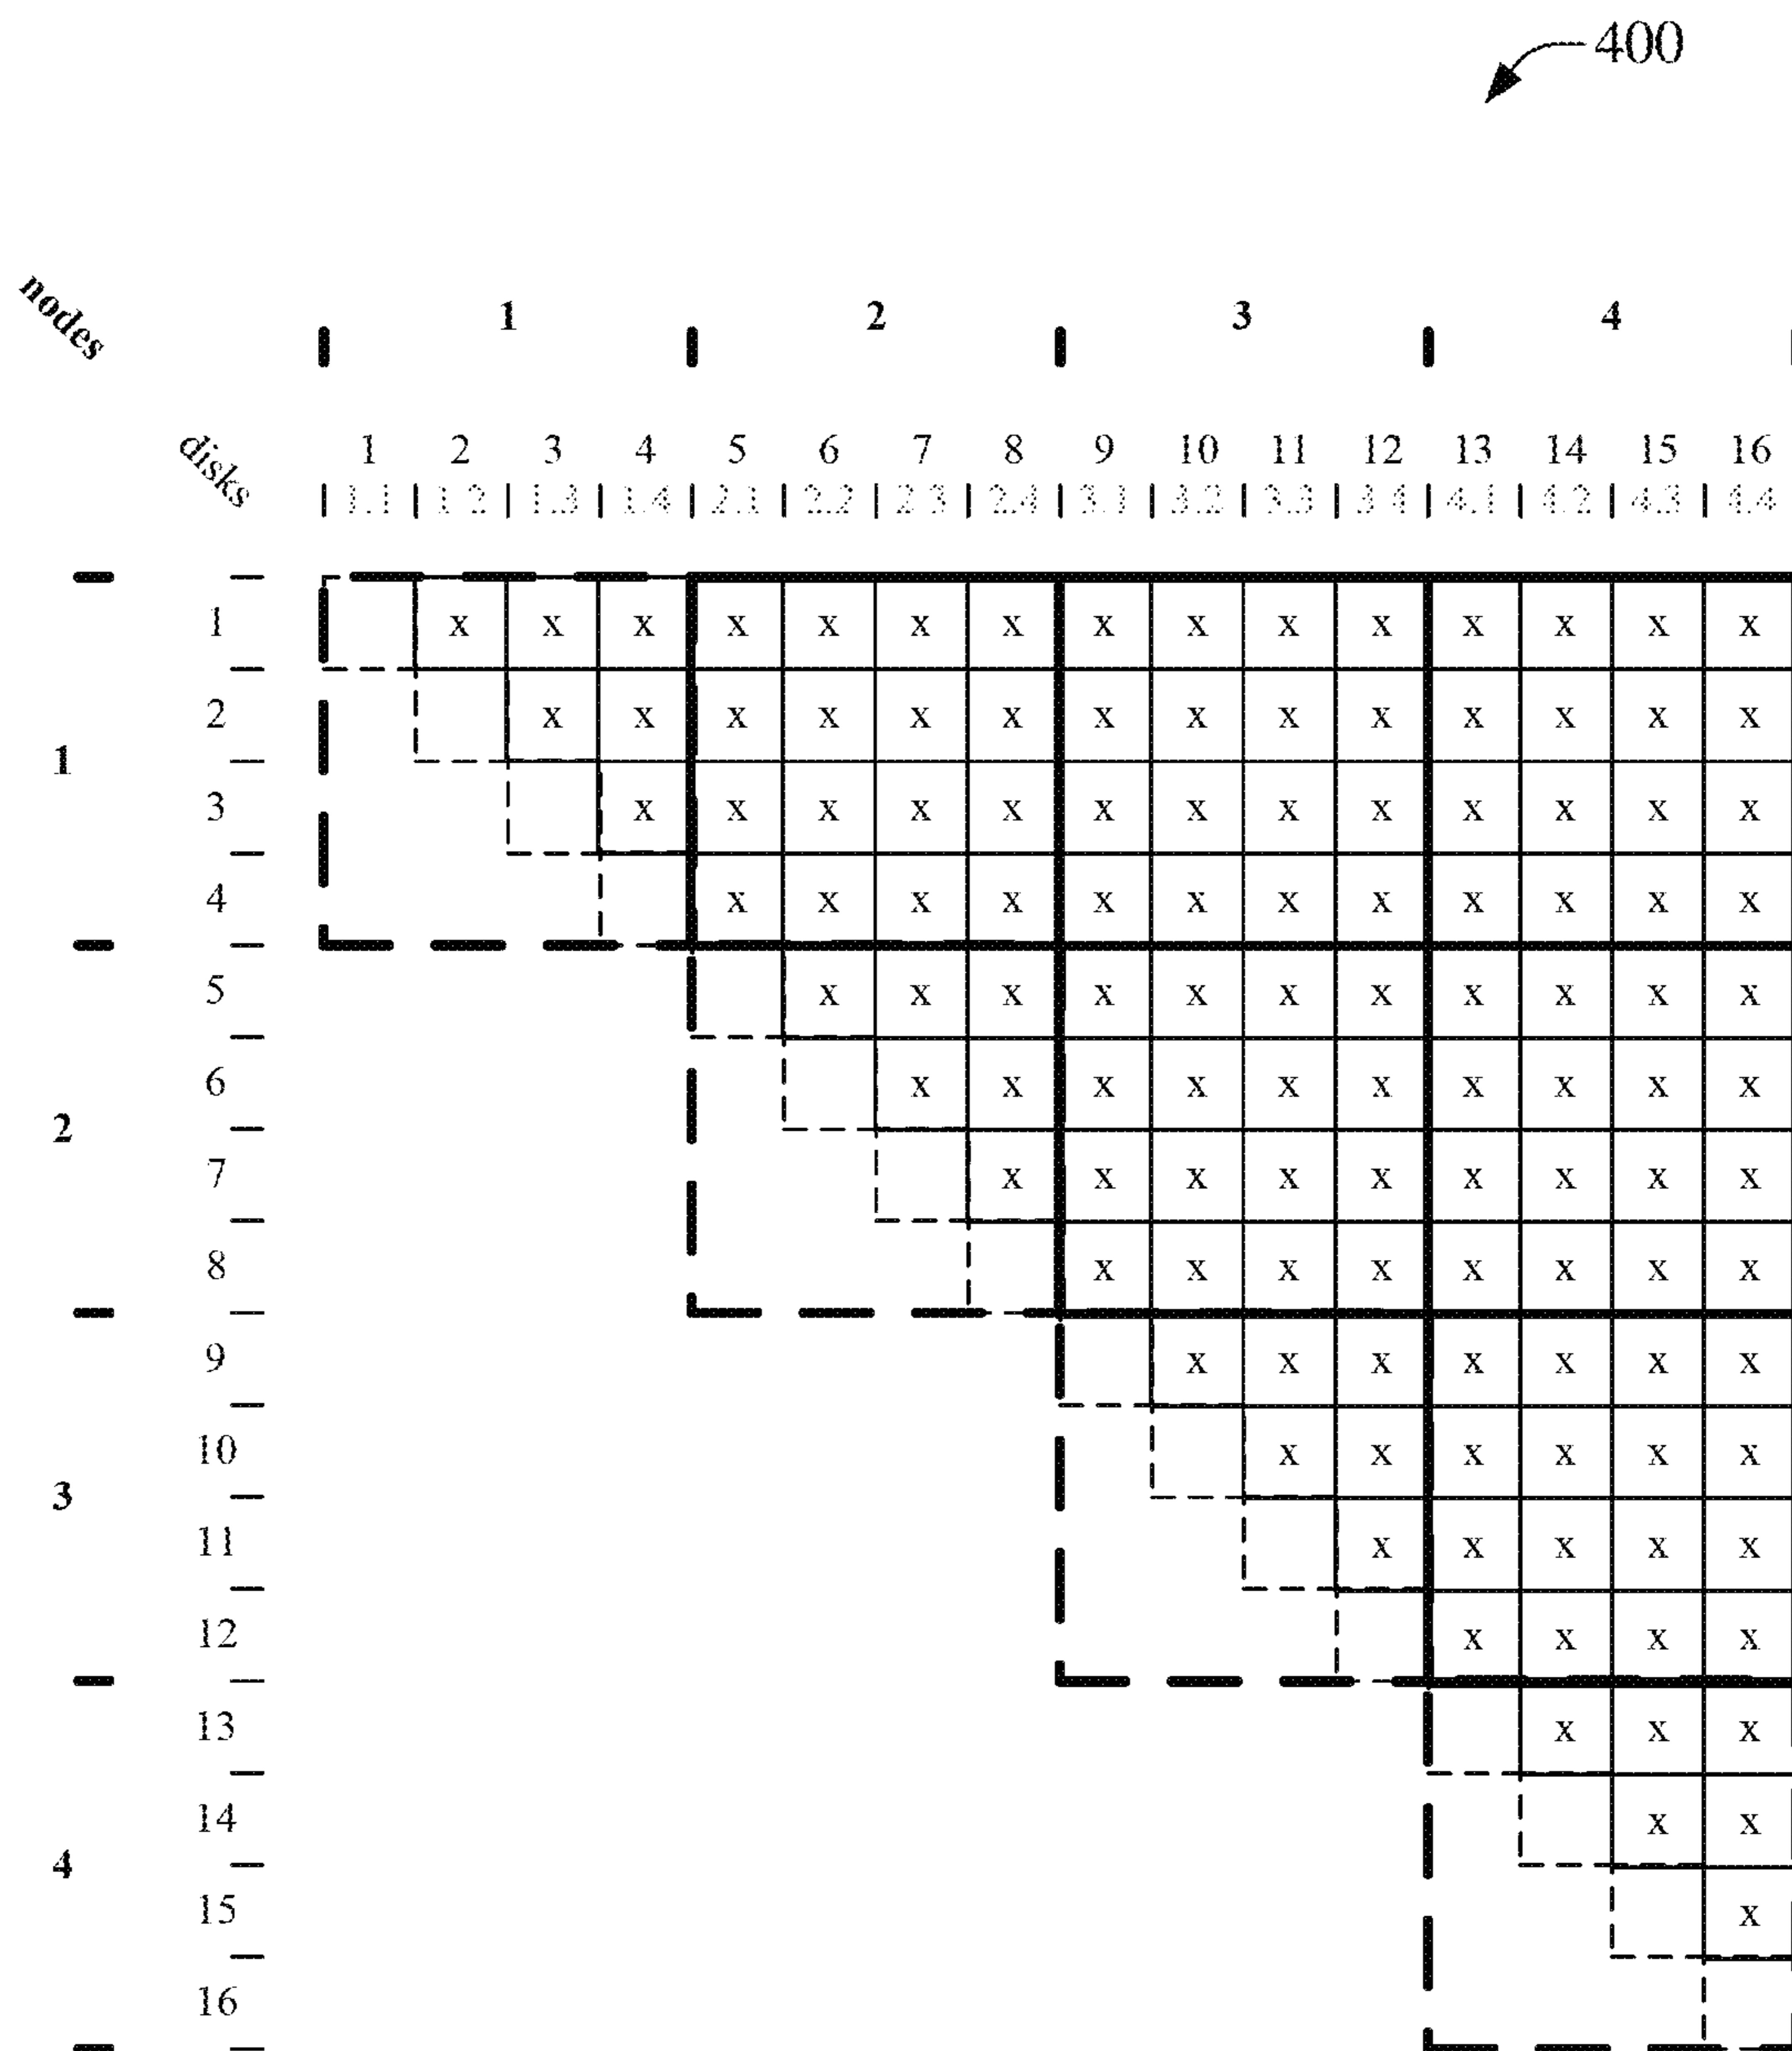 400
nodes
1 2 3 4
disks
1 2 3 4 5 6 7 8 9 10 11 12 13 14 15 16
1.1 1.2 1.3 1.4 2.1 2.2 2.3 2.4 3.1 3.2 3.3 3.4 4.1 4.2 4.3 4.4
1 x x x x x x x x x x x x x x x
2 x x x x x x x x x x x x x x
1
3 x x x x x x x x x x x x x
4 x x x x x x x x x x x x
5 x x x x x x x x x x x
6 x x x x x x x x x x
2
7 x x x x x x x x x
8 x x x x x x x x
9 x x x x x x x
10 x x x x x x
3
11 x x x x x
12 x x x x
13 x x x
14 x x
4
15 x
16